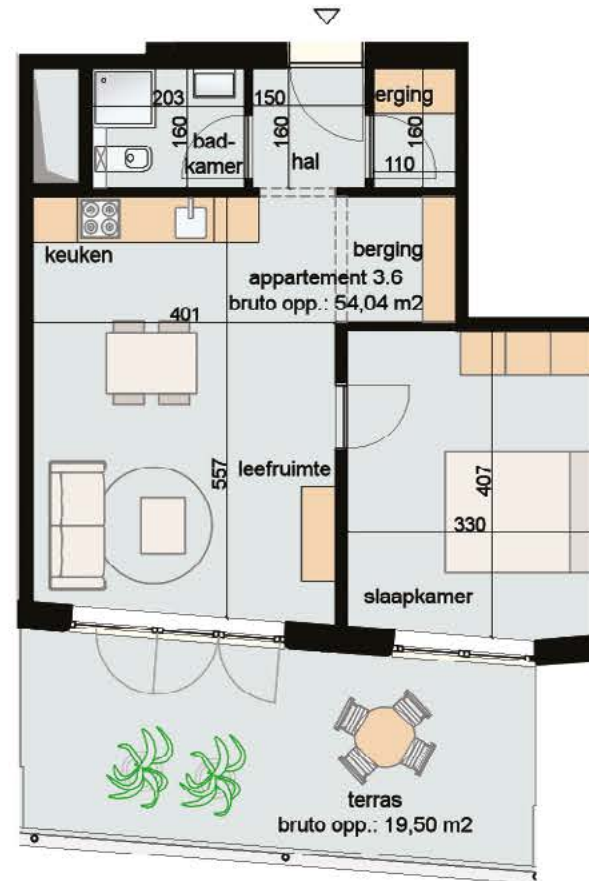 203
150
erging
160
160
160
bad-
kamer
hal
110
keuken
berging
appartement 3.6
bruto opp.: 54,04 m2
401
557
leefruimte
407
330
slaapkamer
terras
bruto opp.: 19,50 m2